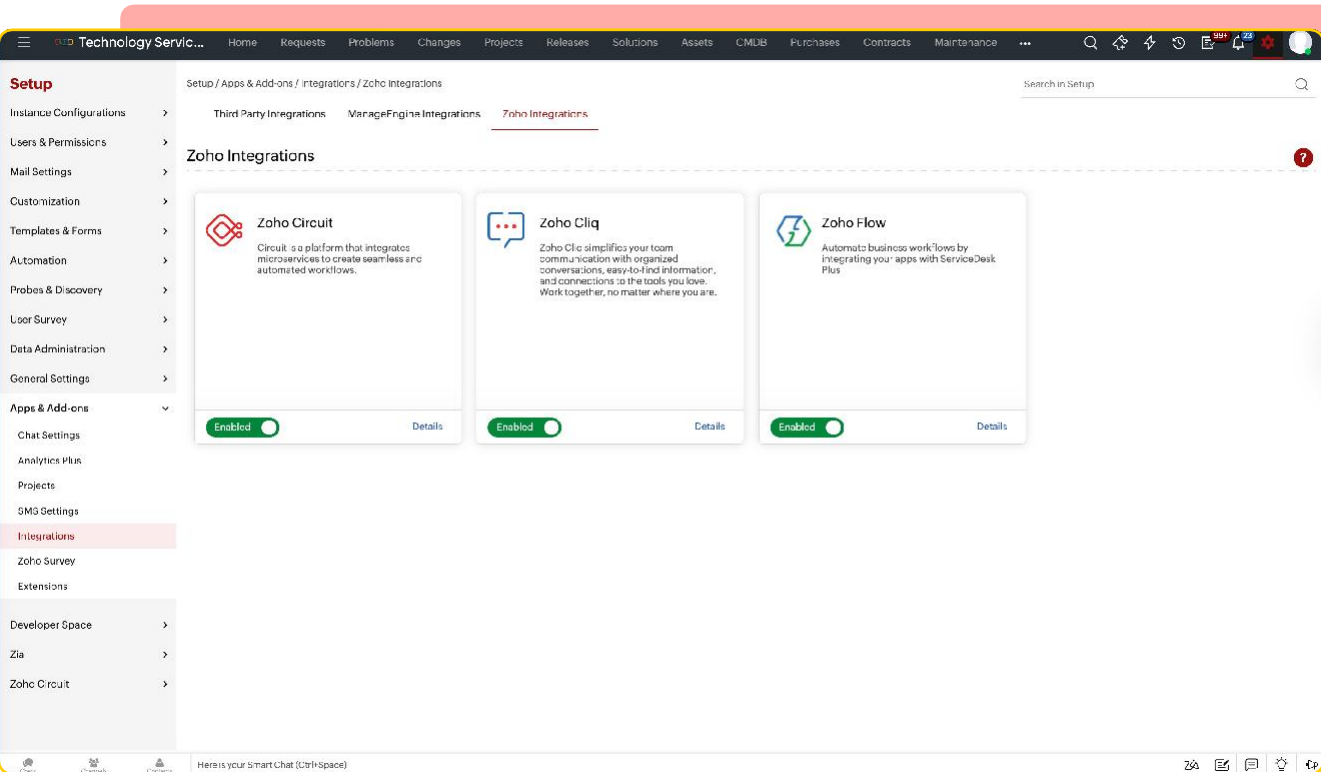 Technology Servic...
Home Requests Problems Changes Projects Releases Solutions Assets CMDB Purchases Contracts Maintenance ...
99+ 23
Setup
Instance Configurations
Users & Permissions
Mail Settings
Customization
Templates & Forms
Automation
Probes & Discovery
User Survey
Data Administration
General Settings
Apps & Add-ons
Chat Settings
Analytics Plus
Projects
SMS Settings
Integrations
Zoho Survey
Extensions
Developer Space
Zia
Zoho Circuit
Setup / Apps & Add-ons / Integrations / Zoho Integrations
Search in Setup
Third Party Integrations ManageEngine Integrations Zoho Integrations
Zoho Integrations
?
Zoho Circuit
Circuit is a platform that integrates
microservices to create seamless and
automated workflows.
Enabled Details
Zoho Cliq
Zoho Cliq simplifies your team
communication with organized
conversations, easy-to-find information,
and connections to the tools you love.
Work together, no matter where you are.
Enabled Details
Zoho Flow
Automate business workflows by
integrating your apps with ServiceDesk
Plus
Enabled Details
Chats Channels Contacts
Here is your Smart Chat (Ctrl+Space)